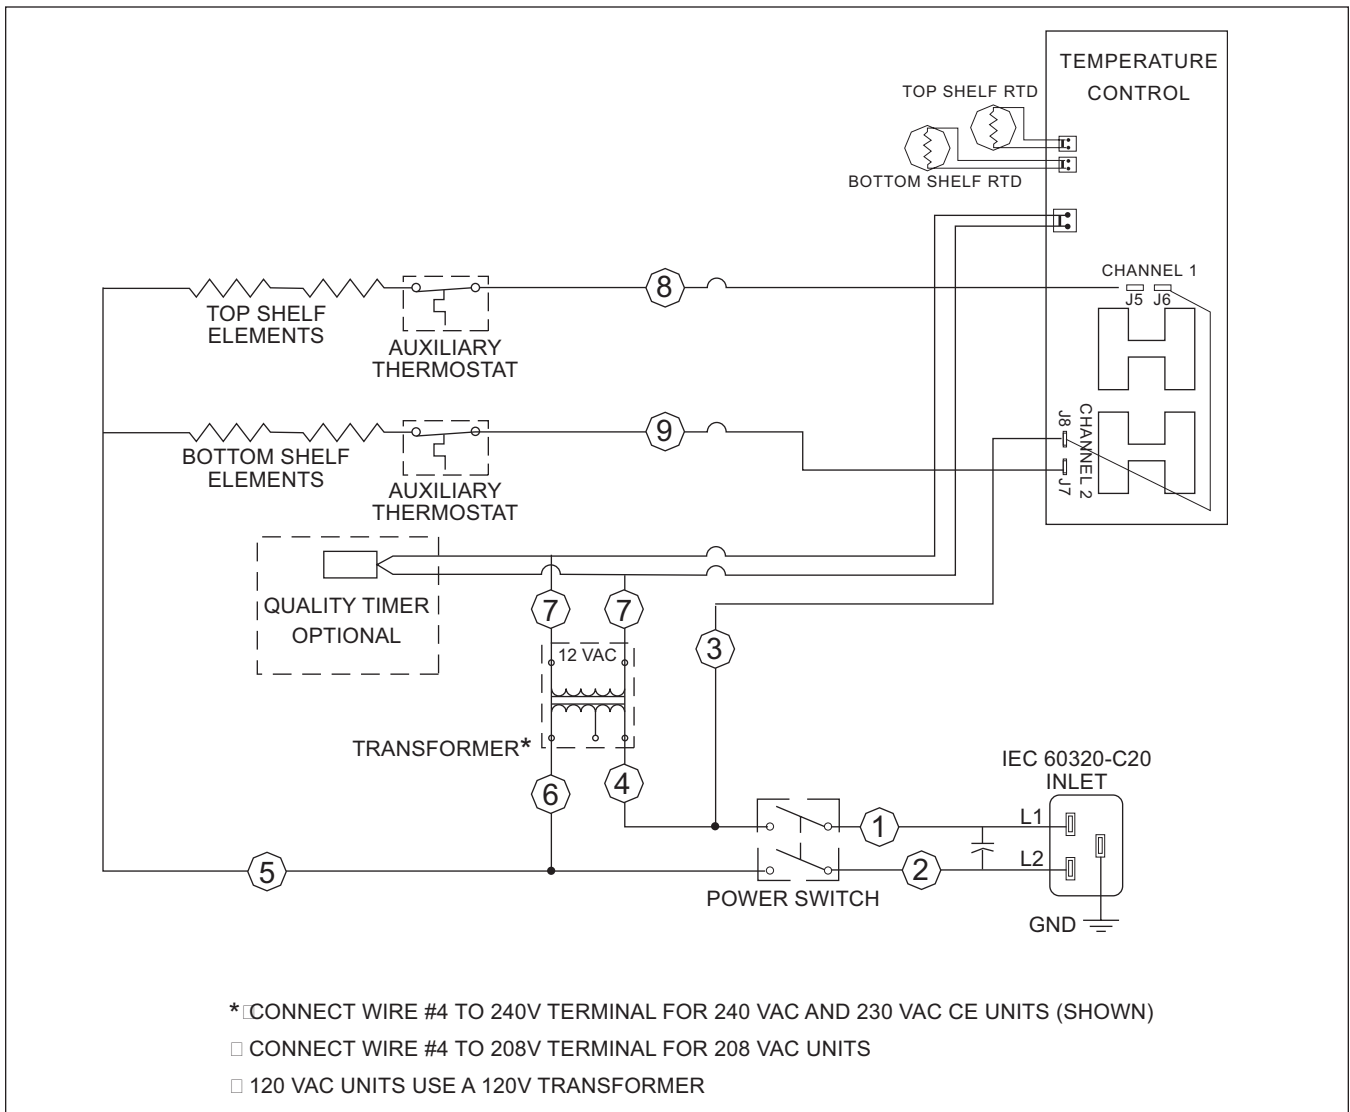 TEMPERATURE
CONTROL
TOP SHELF RTD
BOTTOM SHELF RTD
CHANNEL 1
J5 J6
8
TOP SHELF
ELEMENTS
AUXILIARY
THERMOSTAT
J8
CHANNEL 2
J7
9
BOTTOM SHELF
ELEMENTS
AUXILIARY
THERMOSTAT
QUALITY TIMER
OPTIONAL
7
7
3
12 VAC
TRANSFORMER*
6
4
IEC 60320-C20
INLET
L1
1
L2
2
5
POWER SWITCH
GND
* CONNECT WIRE #4 TO 240V TERMINAL FOR 240 VAC AND 230 VAC CE UNITS (SHOWN)
CONNECT WIRE #4 TO 208V TERMINAL FOR 208 VAC UNITS
120 VAC UNITS USE A 120V TRANSFORMER